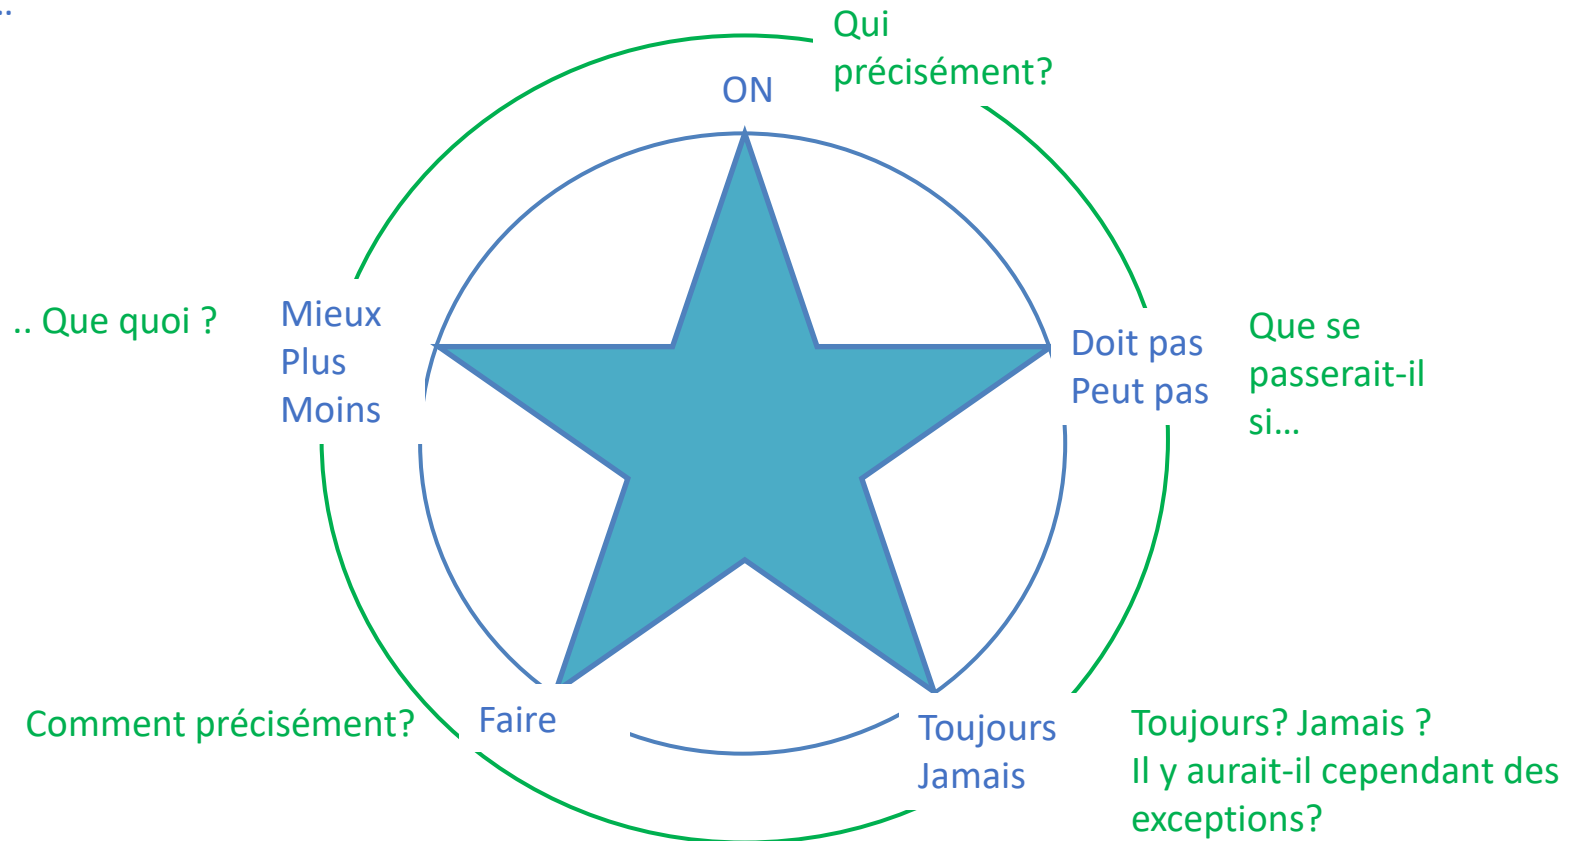 ..
Qui
précisément?
ON
.. Que quoi ?
Mieux
Plus
Moins
Doit pas
Peut pas
Que se
passerait-il
si...
Comment précisément?
Faire
Toujours
Jamais
Toujours? Jamais ?
Il y aurait-il cependant des
exceptions?